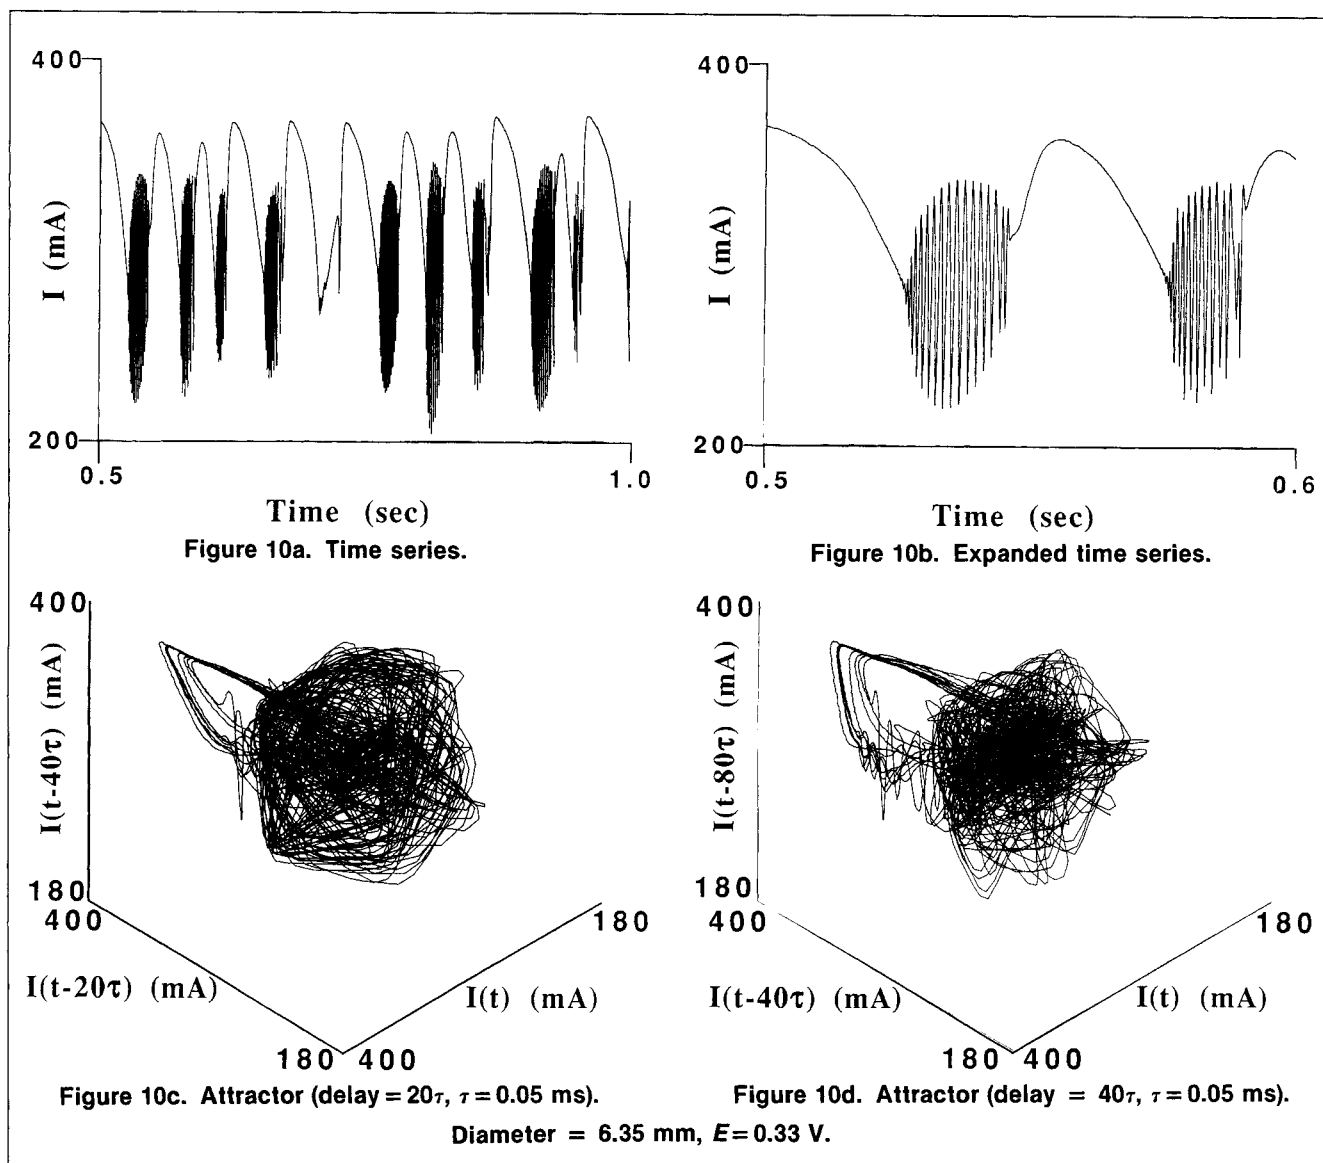 400
I (mA)
200
0.5
1.0
Time (sec)
Figure 10a. Time series.
400
I (mA)
200
0.5
0.6
Time (sec)
Figure 10b. Expanded time series.
400
I(t-40τ) (mA)
180
400
180
I(t-20τ) (mA)
I(t) (mA)
180 400
Figure 10c. Attractor (delay = 20τ, τ = 0.05 ms).
400
I(t-80τ) (mA)
180
400
180
I(t-40τ) (mA)
I(t) (mA)
180 400
Figure 10d. Attractor (delay = 40τ, τ = 0.05 ms).
Diameter = 6.35 mm, E = 0.33 V.